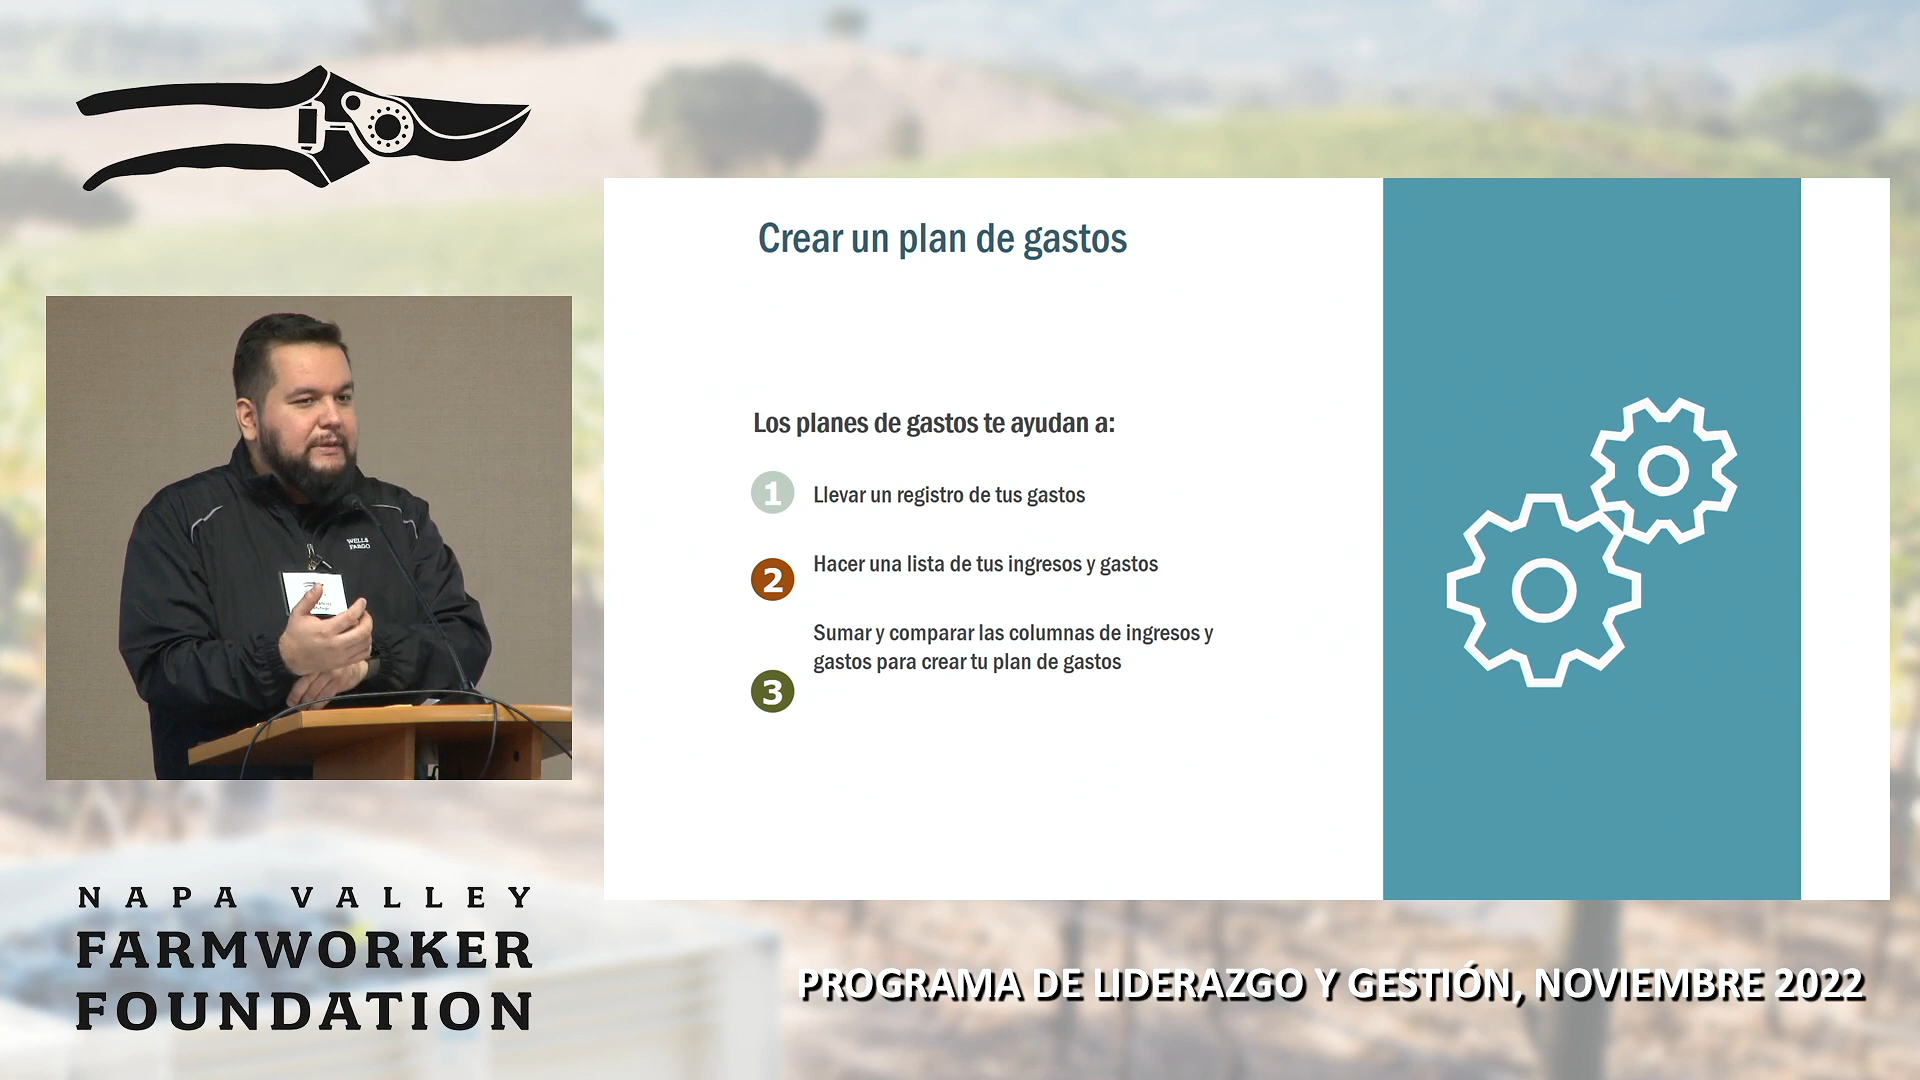 Crear un plan de gastos
Los planes de gastos te ayudan a:
1 Llevar un registro de tus gastos
2 Hacer una lista de tus ingresos y gastos
3 Sumar y comparar las columnas de ingresos y
gastos para crear tu plan de gastos
WELLS
FARGO
NAPA VALLEY
FARMWORKER
FOUNDATION
PROGRAMA DE LIDERAZGO Y GESTIÓN, NOVIEMBRE 2022